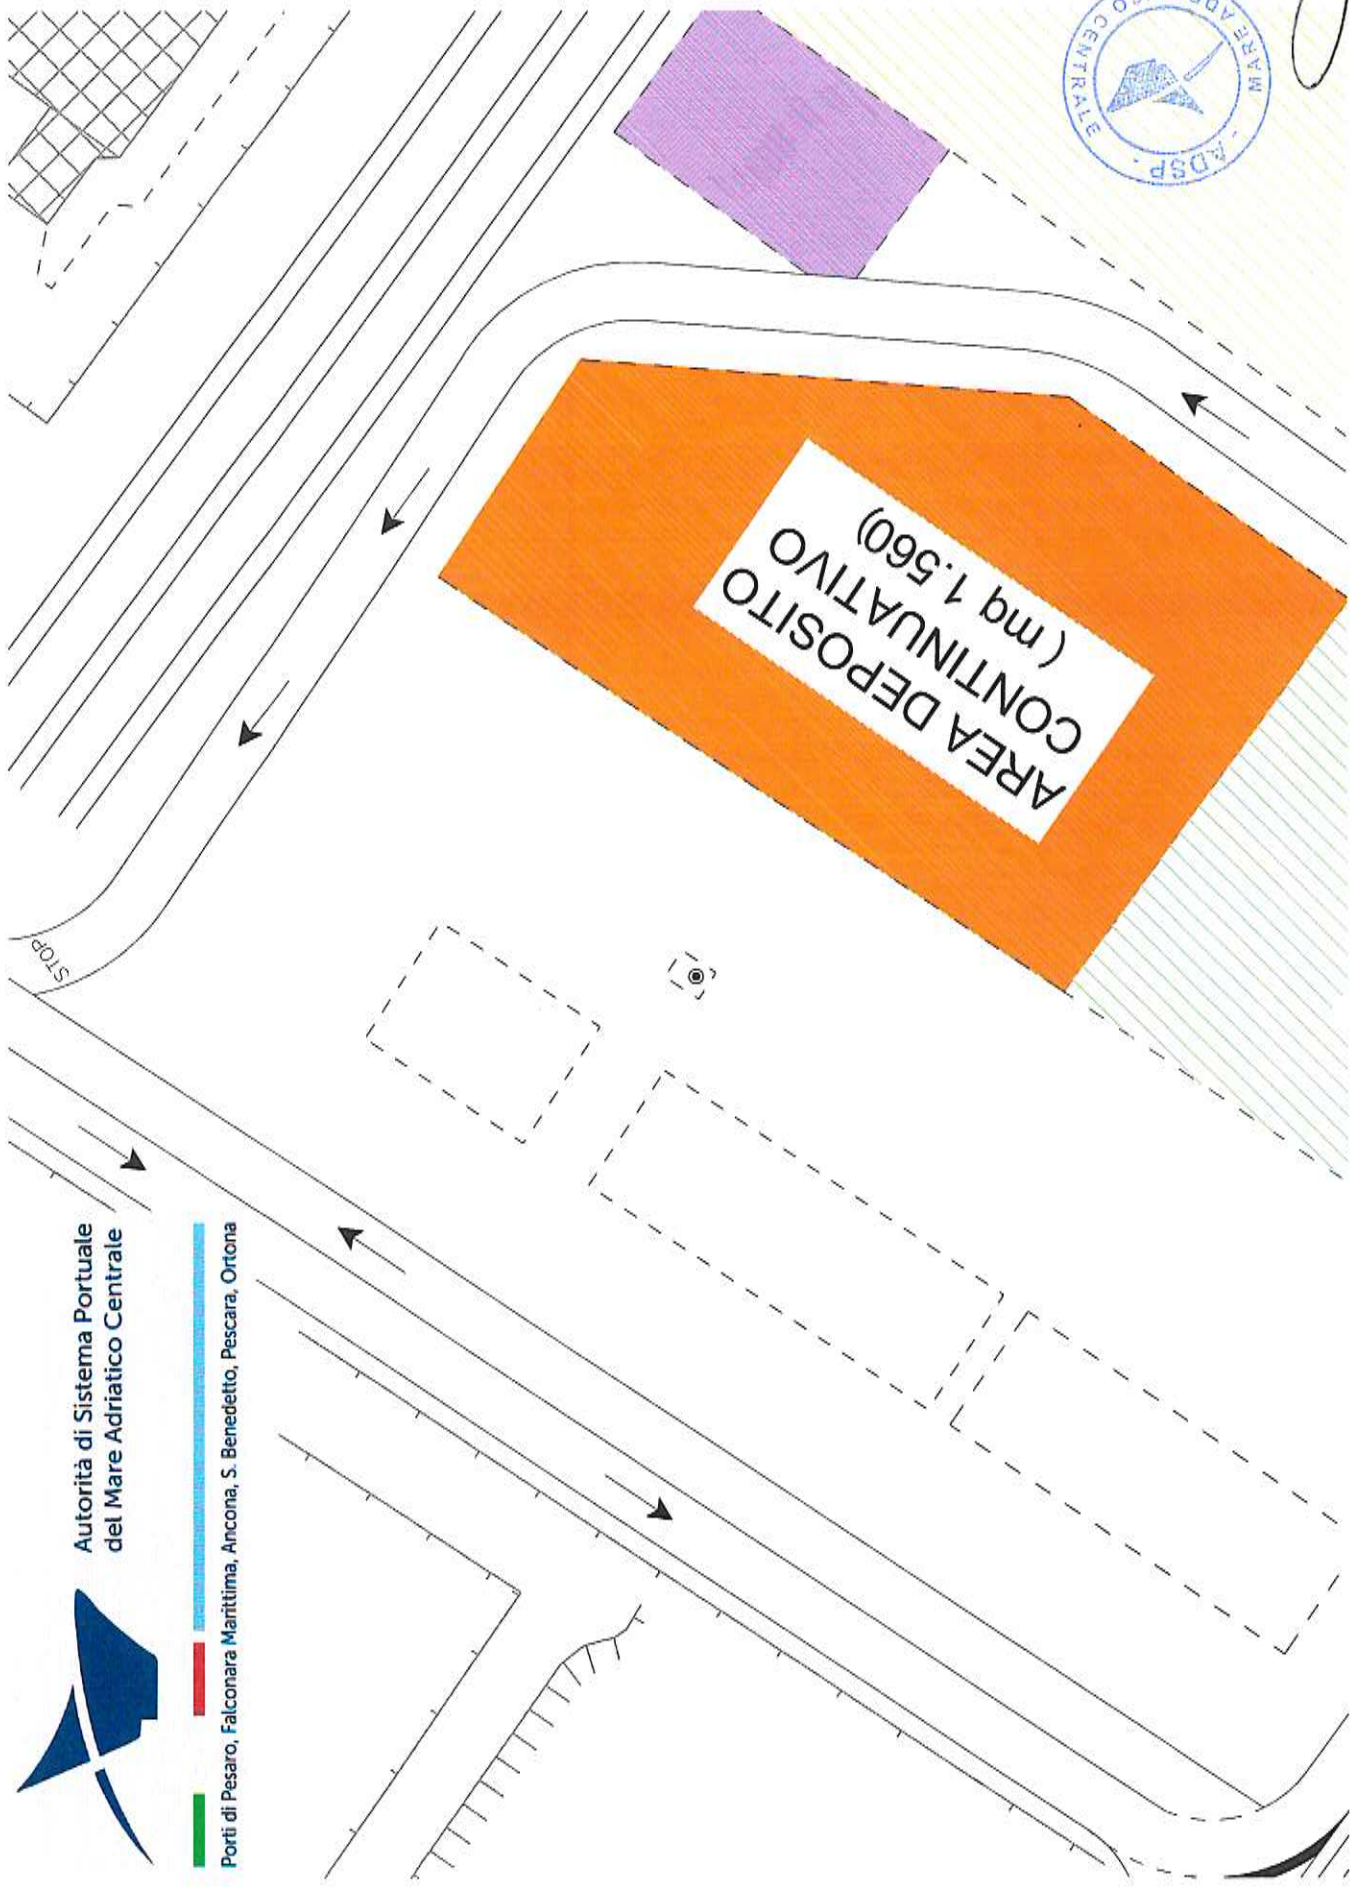 Autorità di Sistema Portuale
del Mare Adriatico Centrale
Porti di Pesaro, Falconara Marittima, Ancona, S. Benedetto, Pescara, Ortona
STOP
AREA DEPOSITO
CONTINUATIVO
( mq 1.560)
MARE
CENTRALE - ADSP -